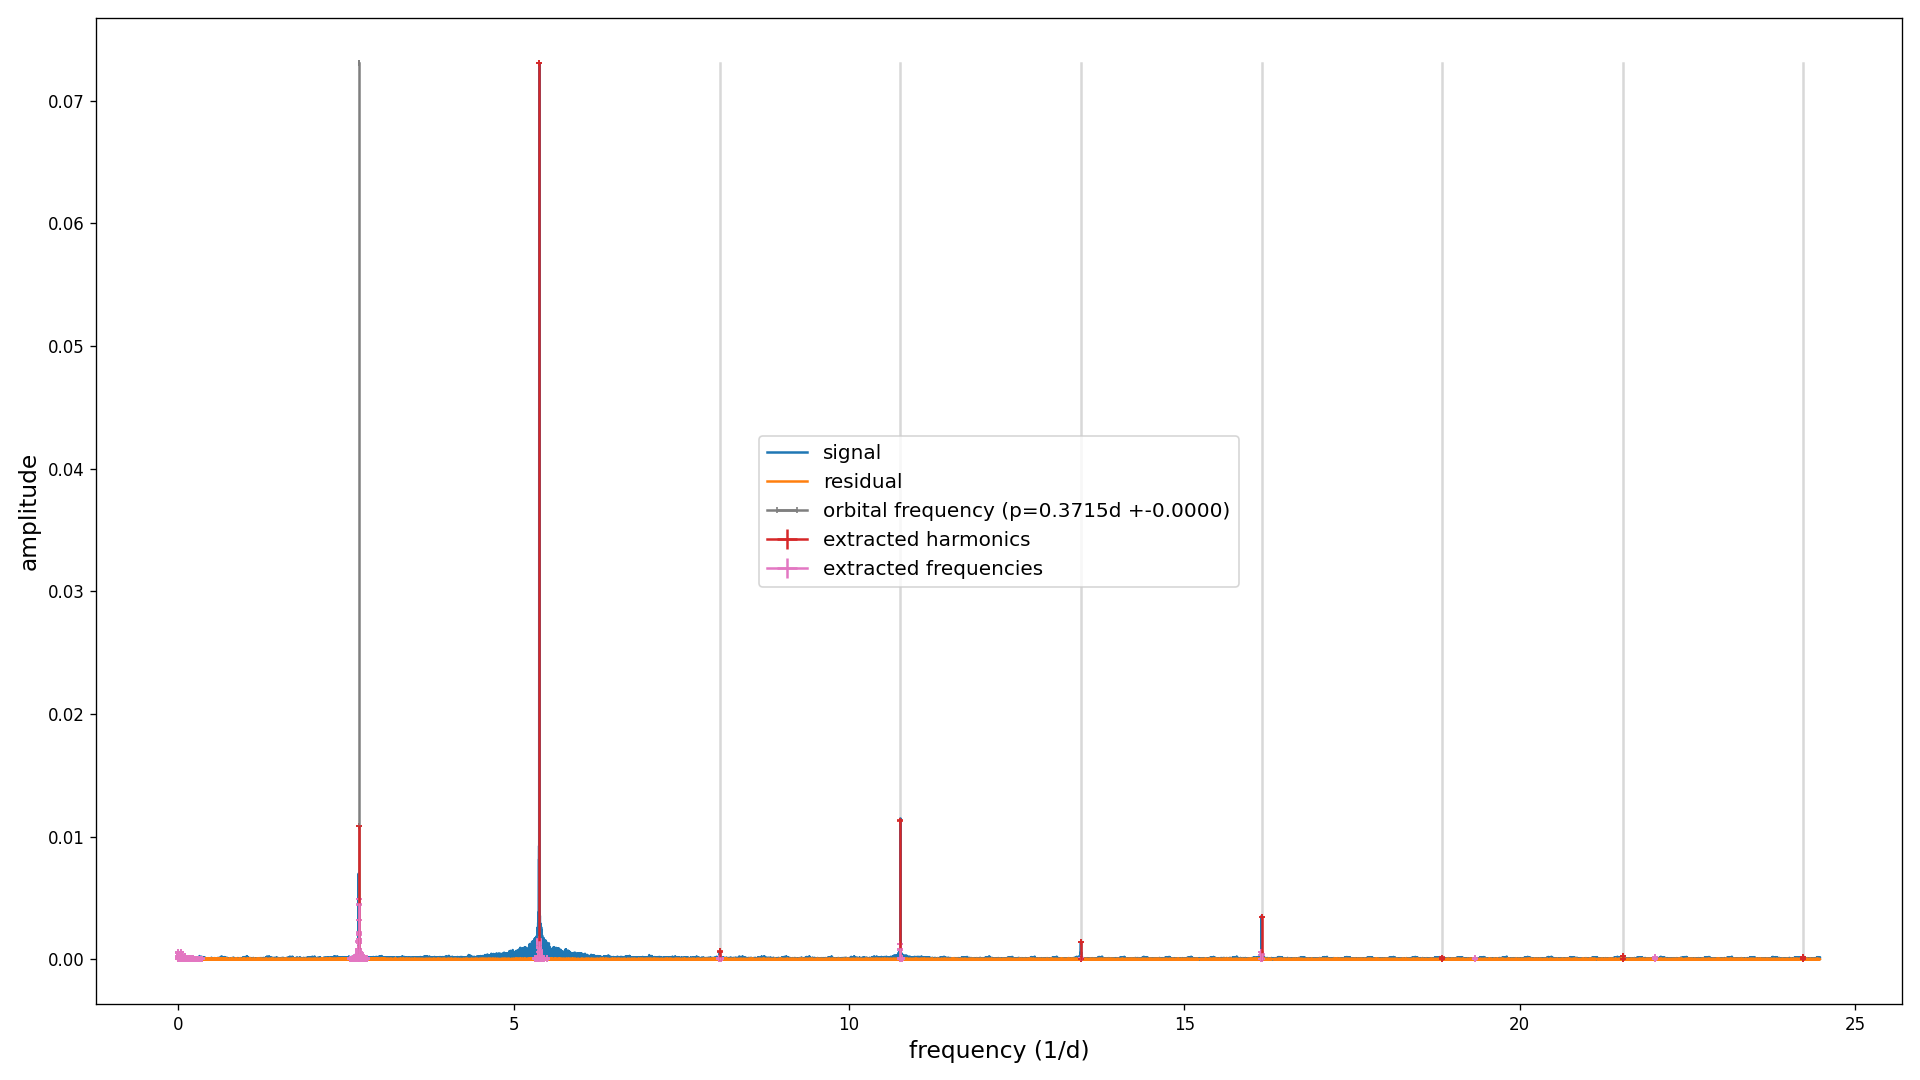 0.07
0.06
0.05
0.04
0.03
0.02
0.01
0.00
amplitude
signal
residual
orbital frequency (p=0.3715d +-0.0000)
extracted harmonics
extracted frequencies
0 5 10 15 20 25
frequency (1/d)